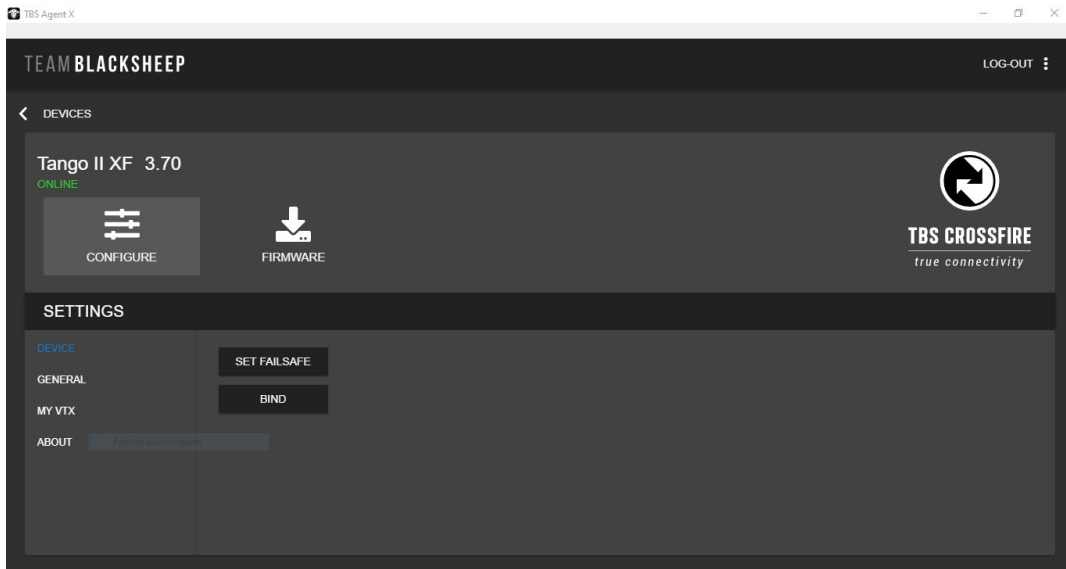 TBS Agent X
TEAM BLACKSHEEP
LOG-OUT
DEVICES
Tango II XF 3.70
ONLINE
CONFIGURE
FIRMWARE
TBS CROSSFIRE
true connectivity
SETTINGS
DEVICE
GENERAL
MY VTX
ABOUT
SET FAILSAFE
BIND
Fenster ausschneiden